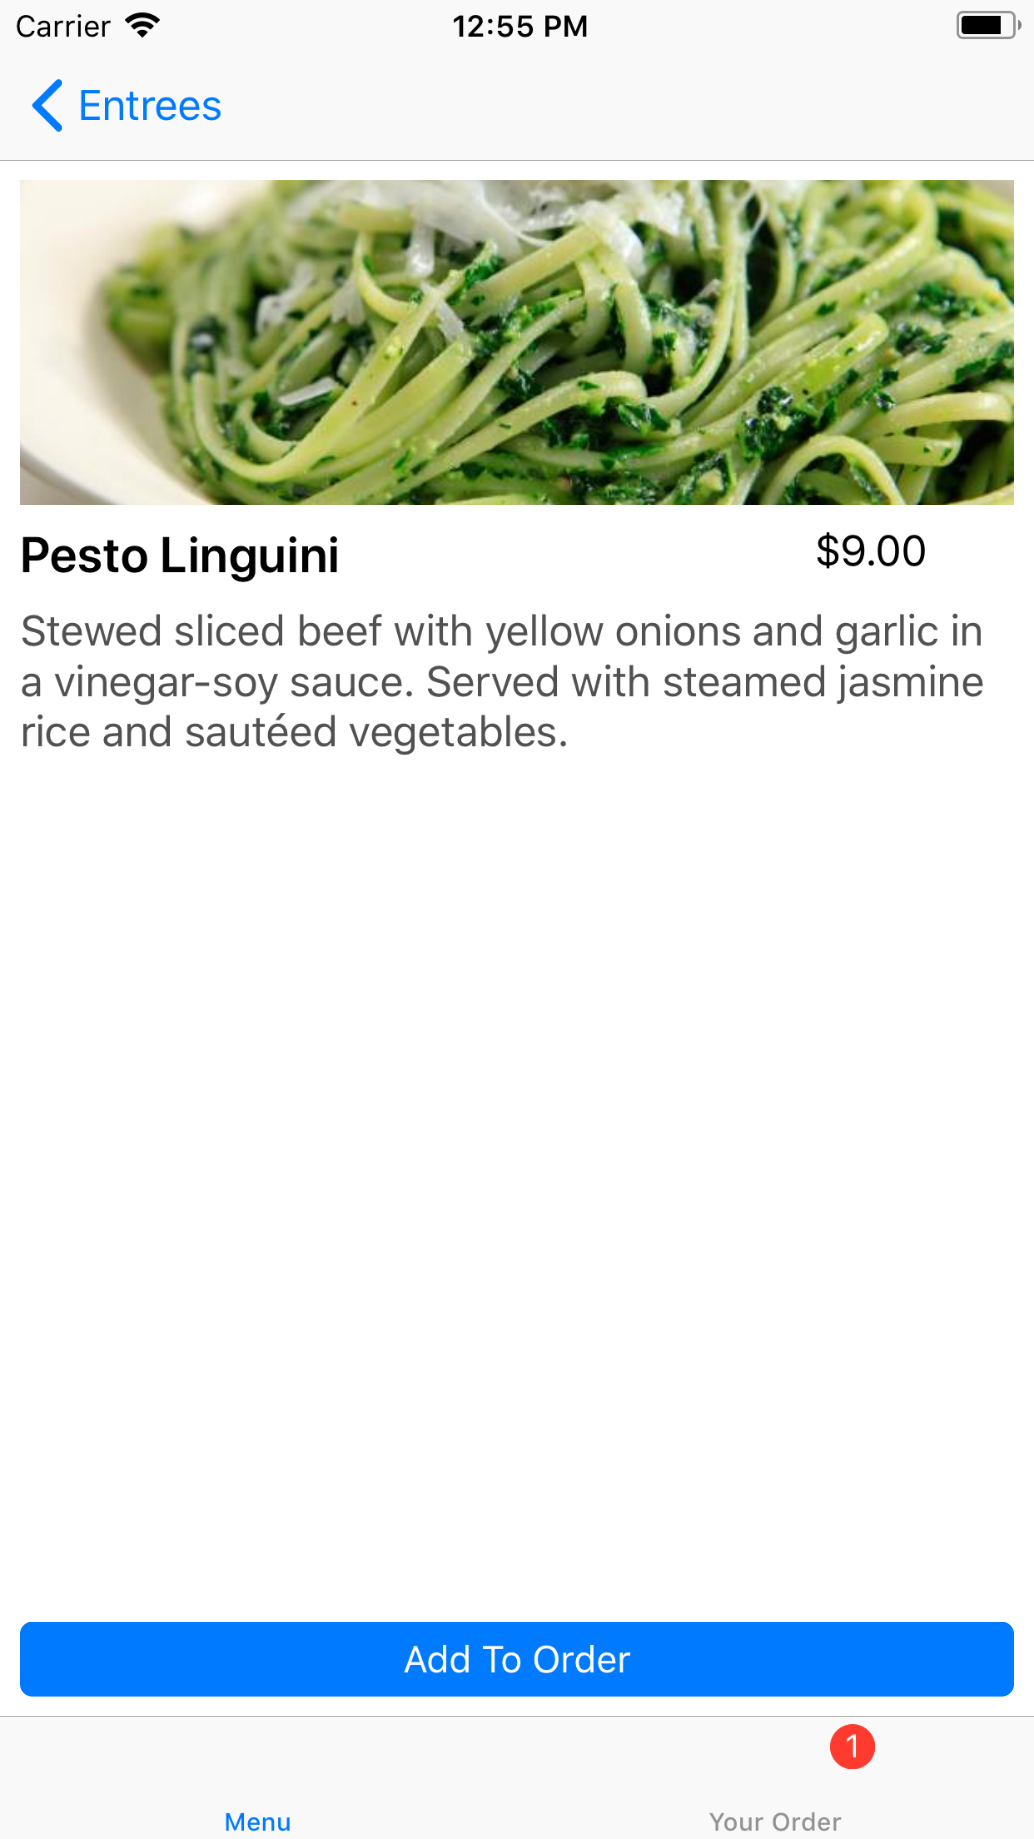 Carrier 12:55 PM
Entrees
Pesto Linguini $9.00
Stewed sliced beef with yellow onions and garlic in
a vinegar-soy sauce. Served with steamed jasmine
rice and sautéed vegetables.
Add To Order
1
Menu Your Order